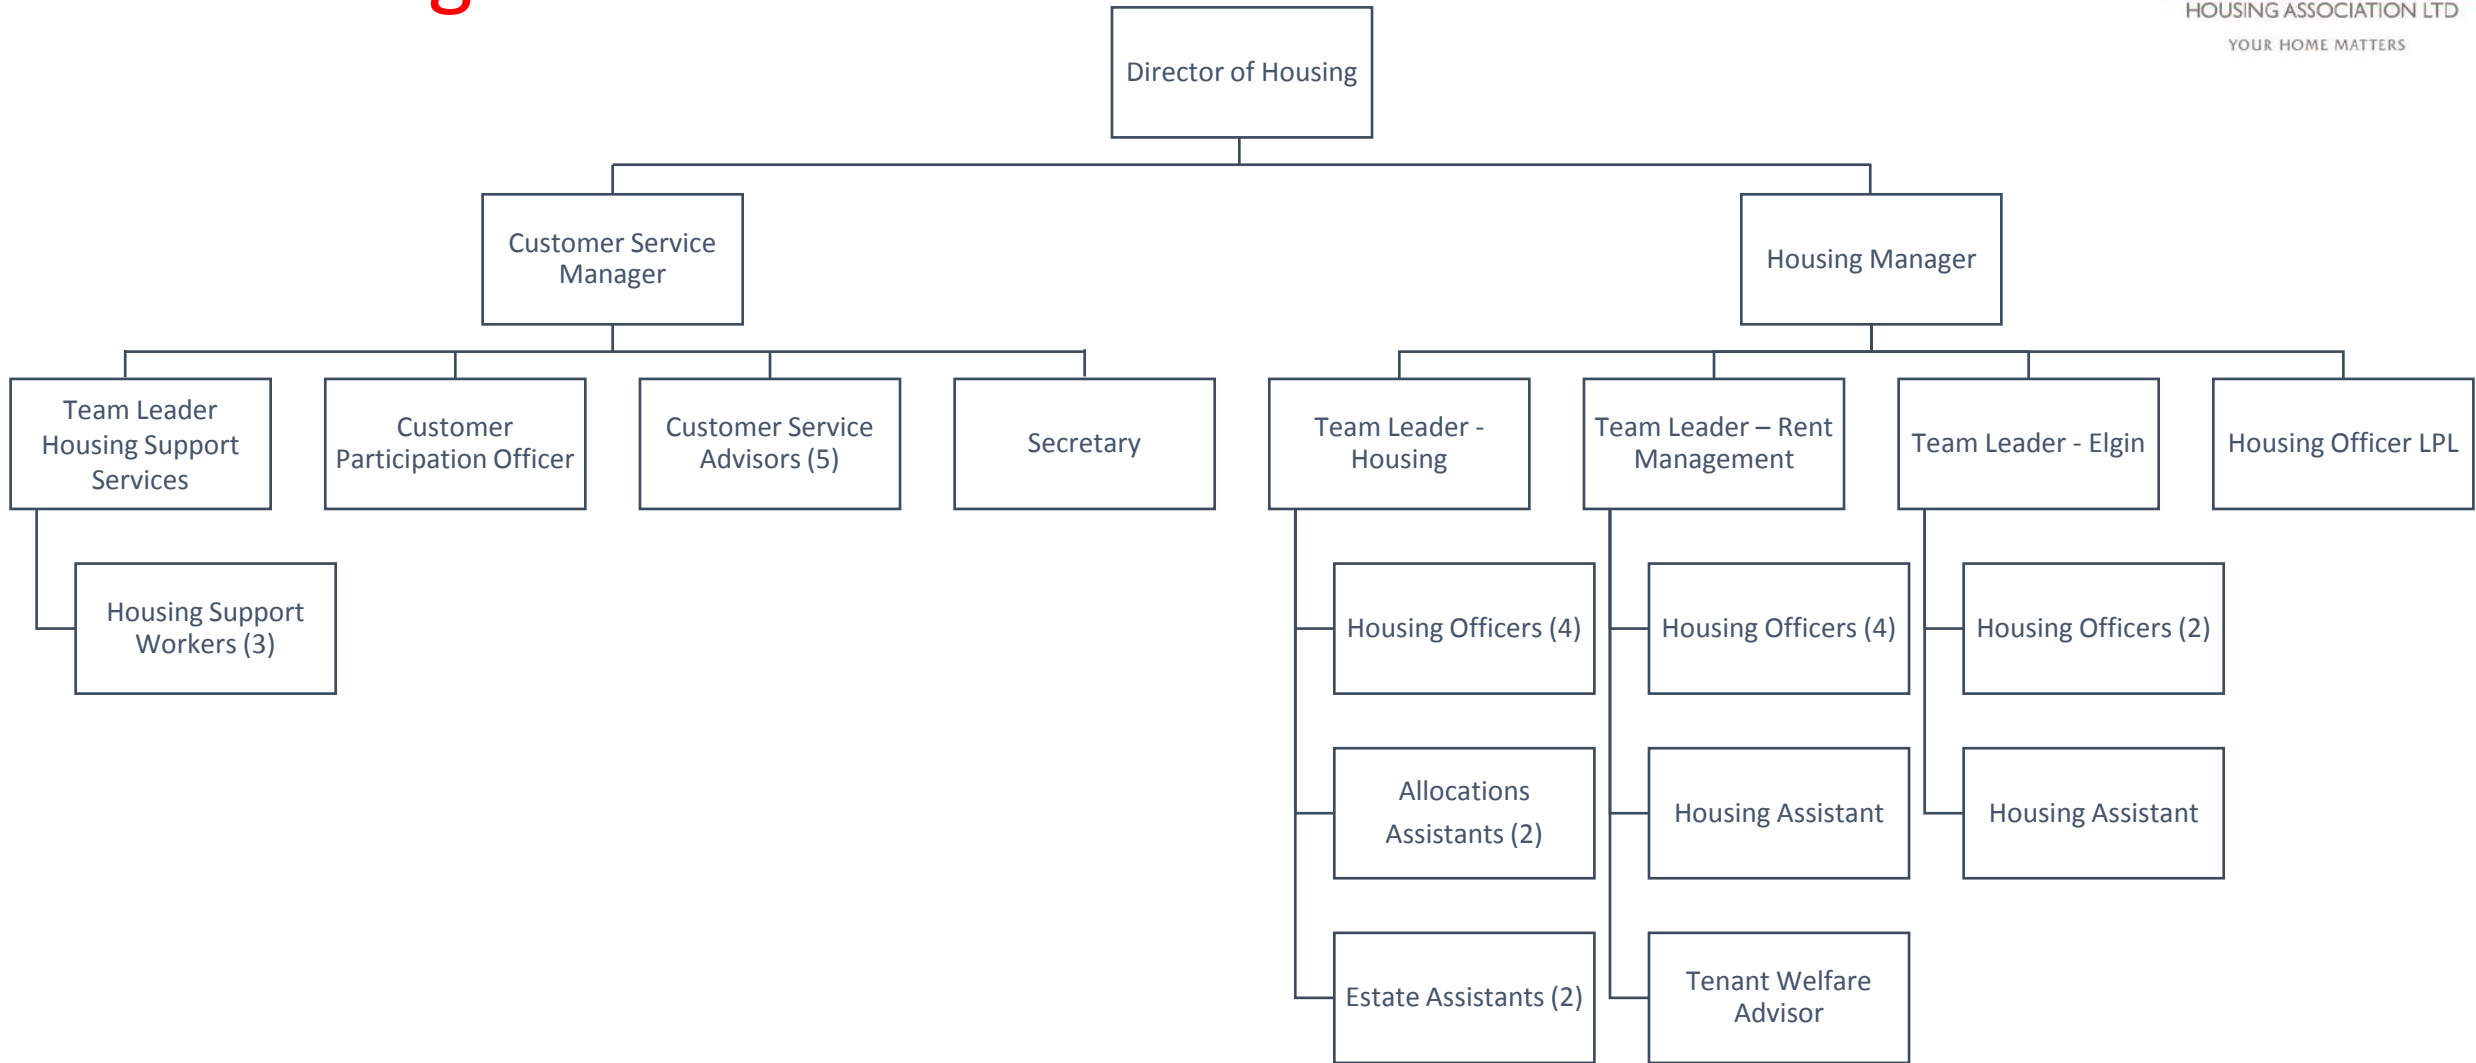 HOUSING ASSOCIATION LTD
YOUR HOME MATTERS
Director of Housing
Customer Service
Manager
Housing Manager
Team Leader
Housing Support
Services
Customer
Participation Officer
Customer Service
Advisors (5)
Secretary
Team Leader -
Housing
Team Leader – Rent
Management
Team Leader - Elgin
Housing Officer LPL
Housing Support
Workers (3)
Housing Officers (4)
Housing Officers (4)
Housing Officers (2)
Allocations
Assistants (2)
Housing Assistant
Housing Assistant
Estate Assistants (2)
Tenant Welfare
Advisor